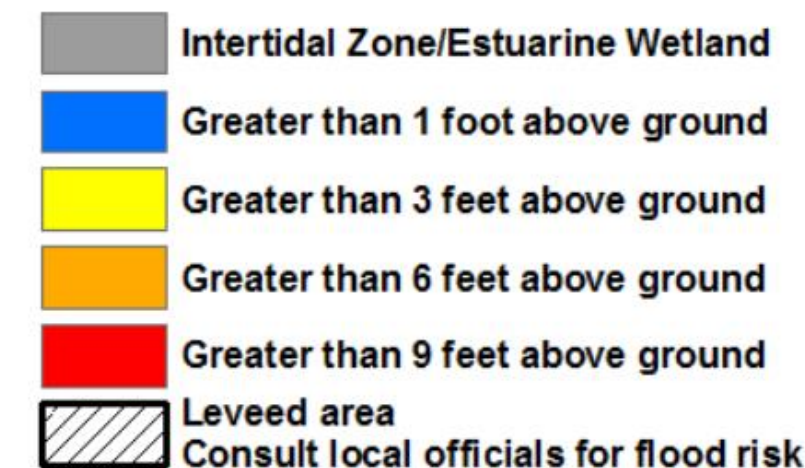 Intertidal Zone/Estuarine Wetland
Greater than 1 foot above ground
Greater than 3 feet above ground
Greater than 6 feet above ground
Greater than 9 feet above ground
Leveed area
Consult local officials for flood risk